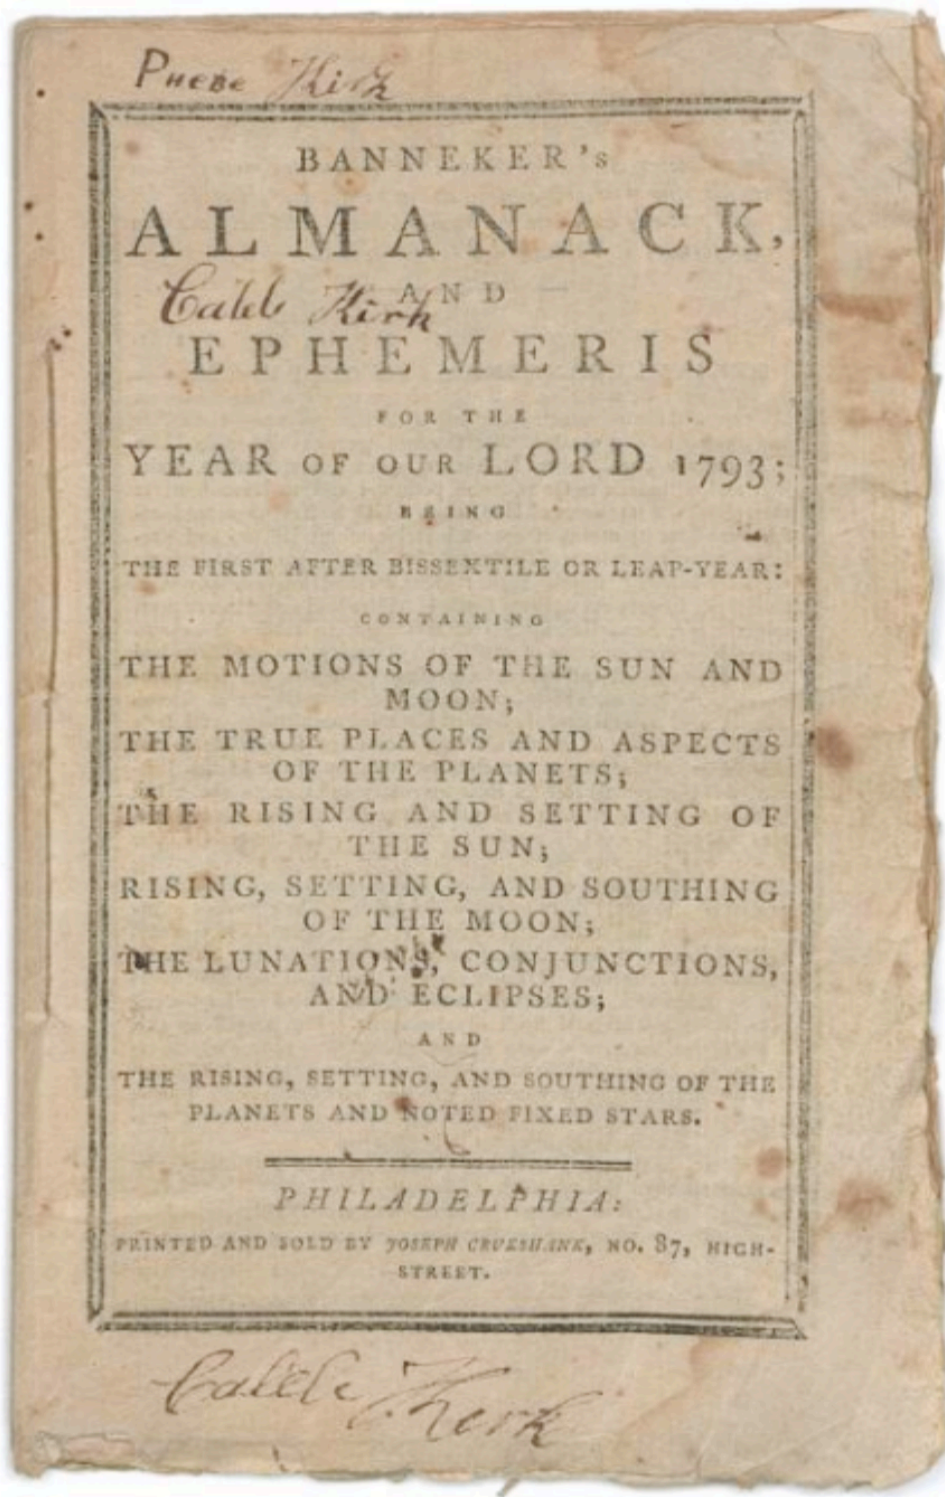 Phebe Kirk
BANNEKER's
ALMANACK,
AND
Caleb Kirk
EPHEMERIS
FOR THE
YEAR OF OUR LORD 1793;
BEING
THE FIRST AFTER BISSEXTILE OR LEAP-YEAR:
CONTAINING
THE MOTIONS OF THE SUN AND
MOON;
THE TRUE PLACES AND ASPECTS
OF THE PLANETS;
THE RISING AND SETTING OF
THE SUN;
RISING, SETTING, AND SOUTHING
OF THE MOON;
THE LUNATIONS, CONJUNCTIONS,
AND ECLIPSES;
AND
THE RISING, SETTING, AND SOUTHING OF THE
PLANETS AND NOTED FIXED STARS.
PHILADELPHIA:
PRINTED AND SOLD BY JOSEPH CRUKSHANK, NO. 87, HIGH-
STREET.
Caleb Kirk